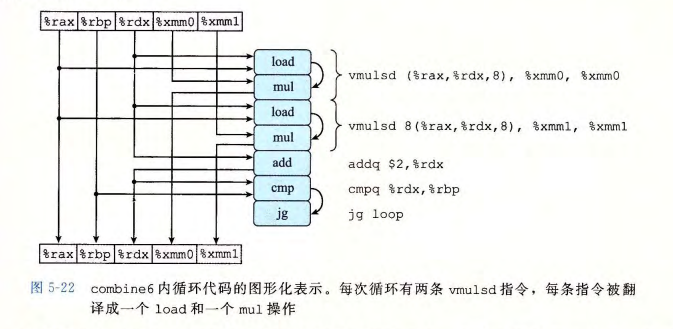 %rax %rbp %rdx %xmm0 %xmm1
load
mul
vmulsd (%rax,%rdx,8), %xmm0, %xmm0
load
mul
vmulsd 8(%rax,%rdx,8), %xmm1, %xmm1
add addq $2,%rdx
cmp cmpq %rdx,%rbp
jg jg loop
%rax %rbp %rdx %xmm0 %xmm1
图 5-22 combine6 内循环代码的图形化表示。每次循环有两条 vmulsd 指令，每条指令被翻
译成一个 load 和一个 mul 操作